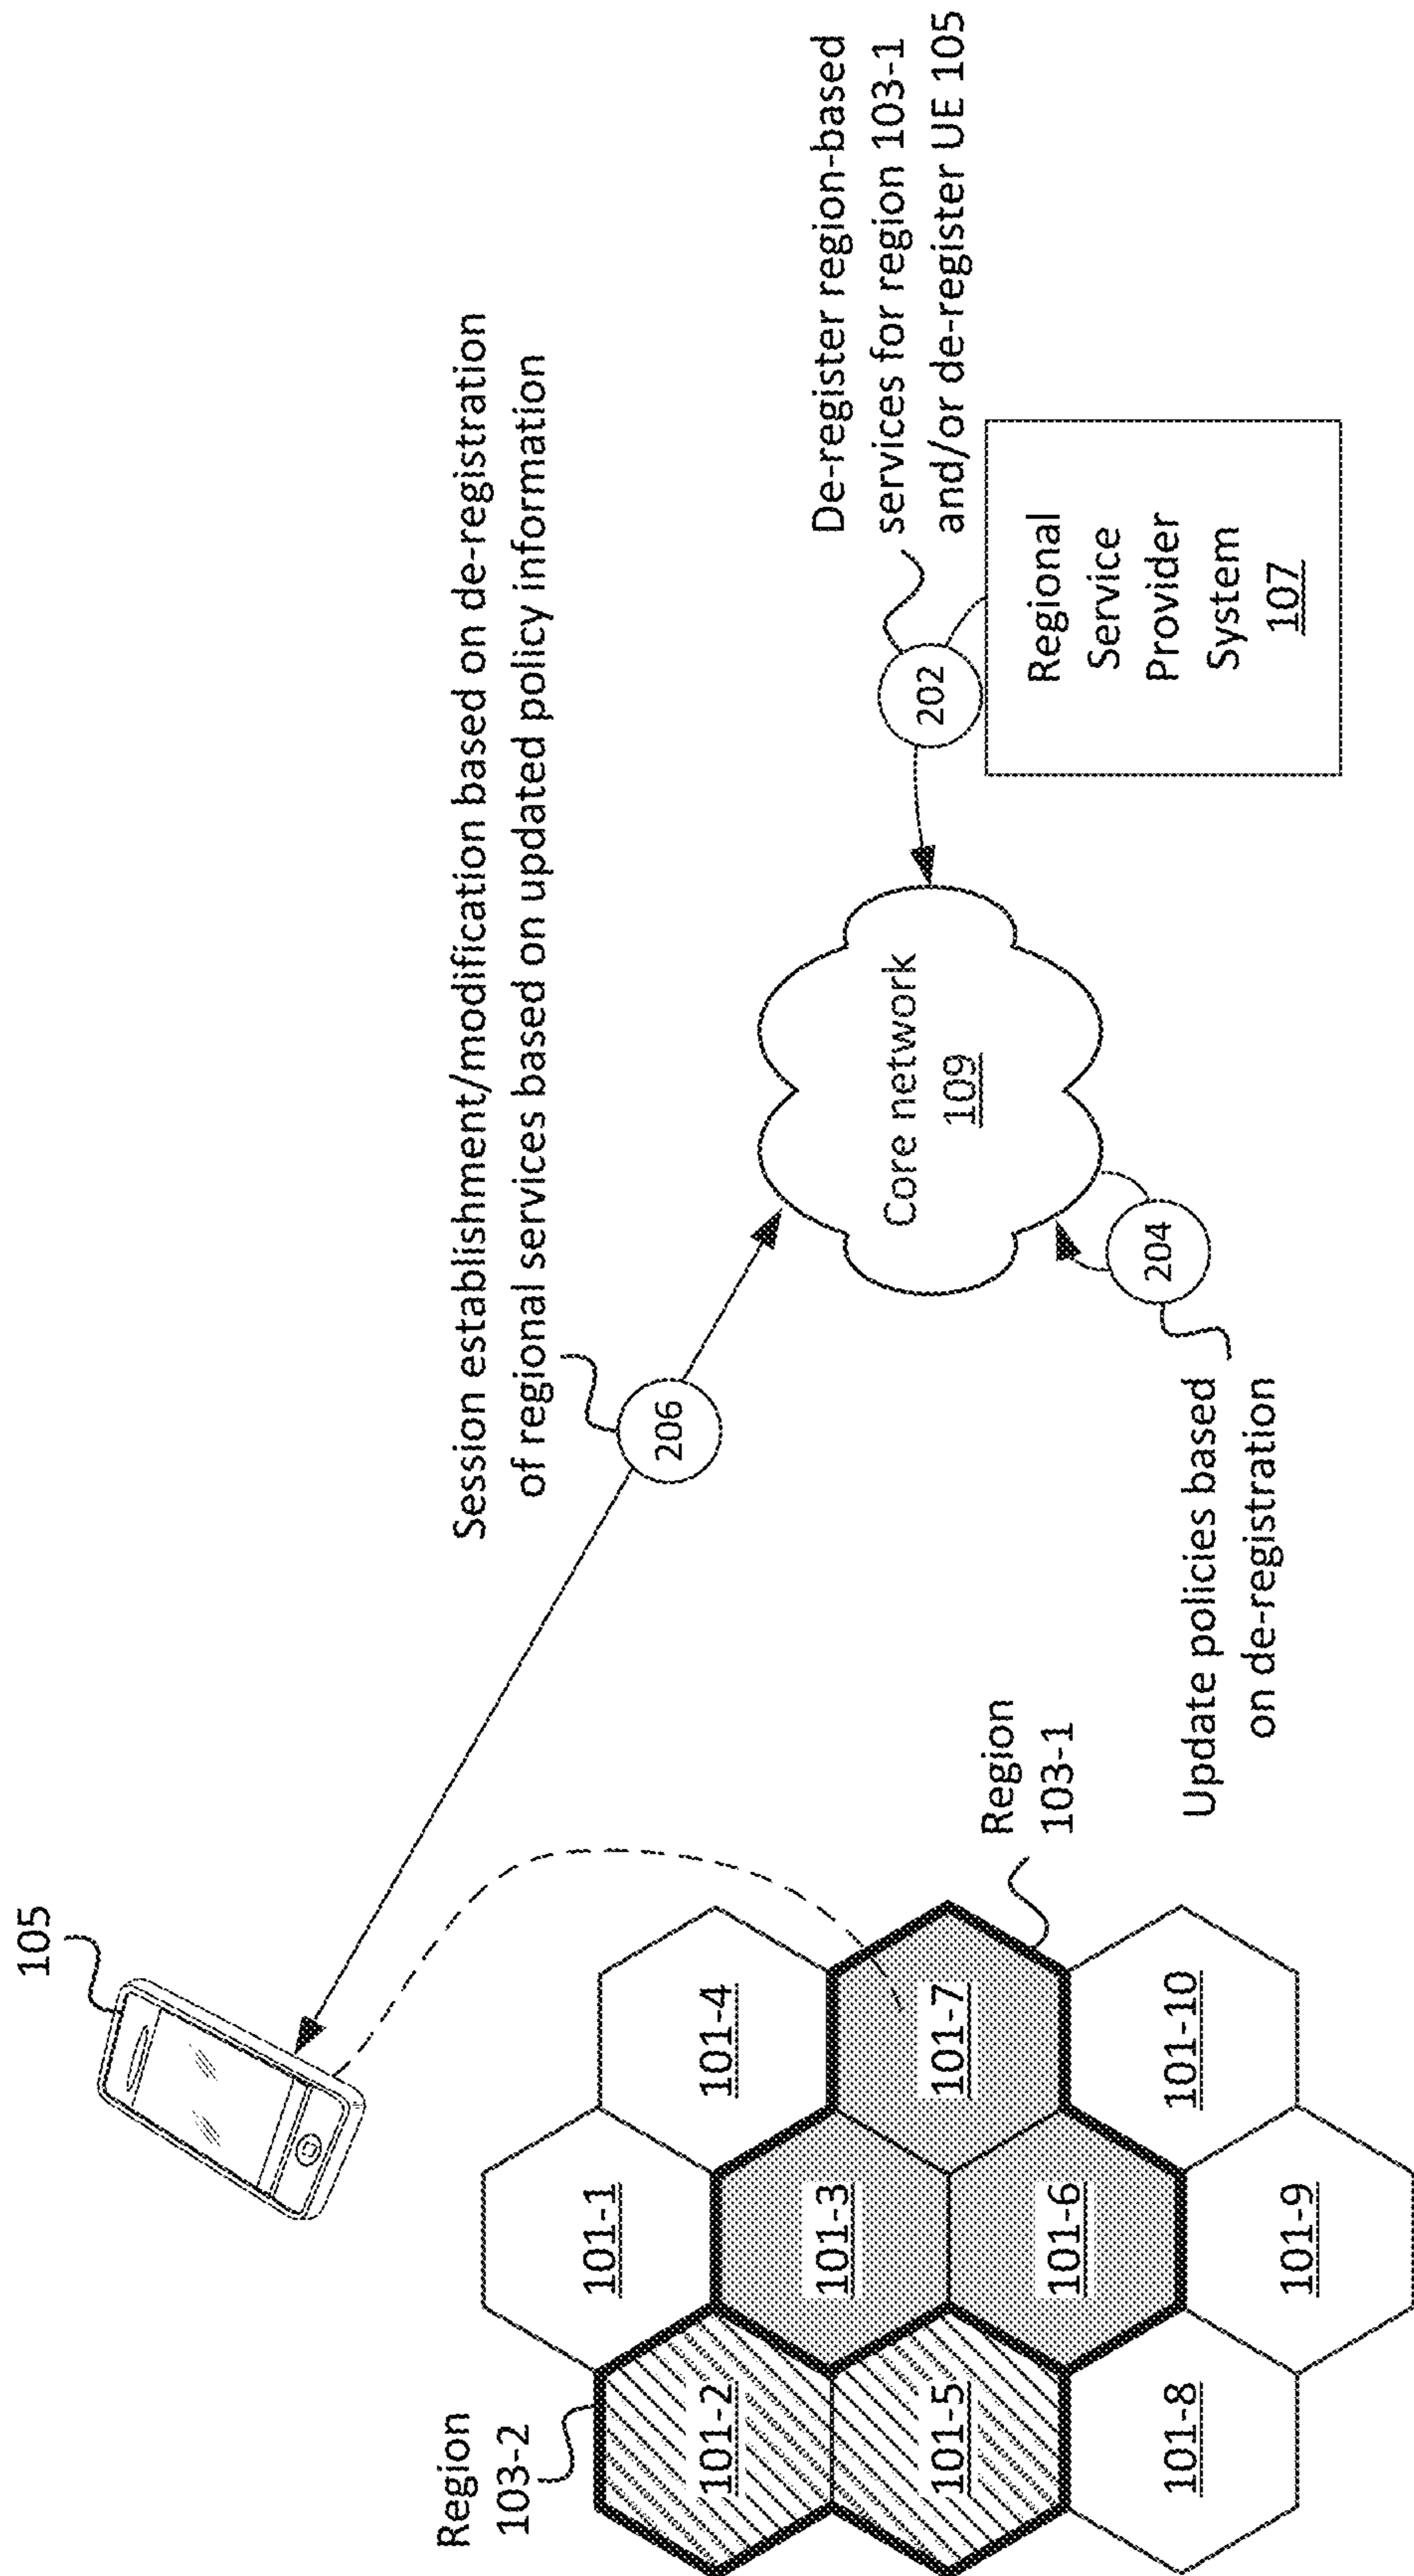 105
Session establishment/modification based on de-registration
of regional services based on updated policy information
206
De-register region-based
services for region 103-1
and/or de-register UE 105
202
Regional
Service
Provider
System
107
Core network
109
204
Update policies based
on de-registration
Region
103-2
Region
103-1
101-1
101-2
101-3
101-4
101-5
101-6
101-7
101-8
101-9
101-10